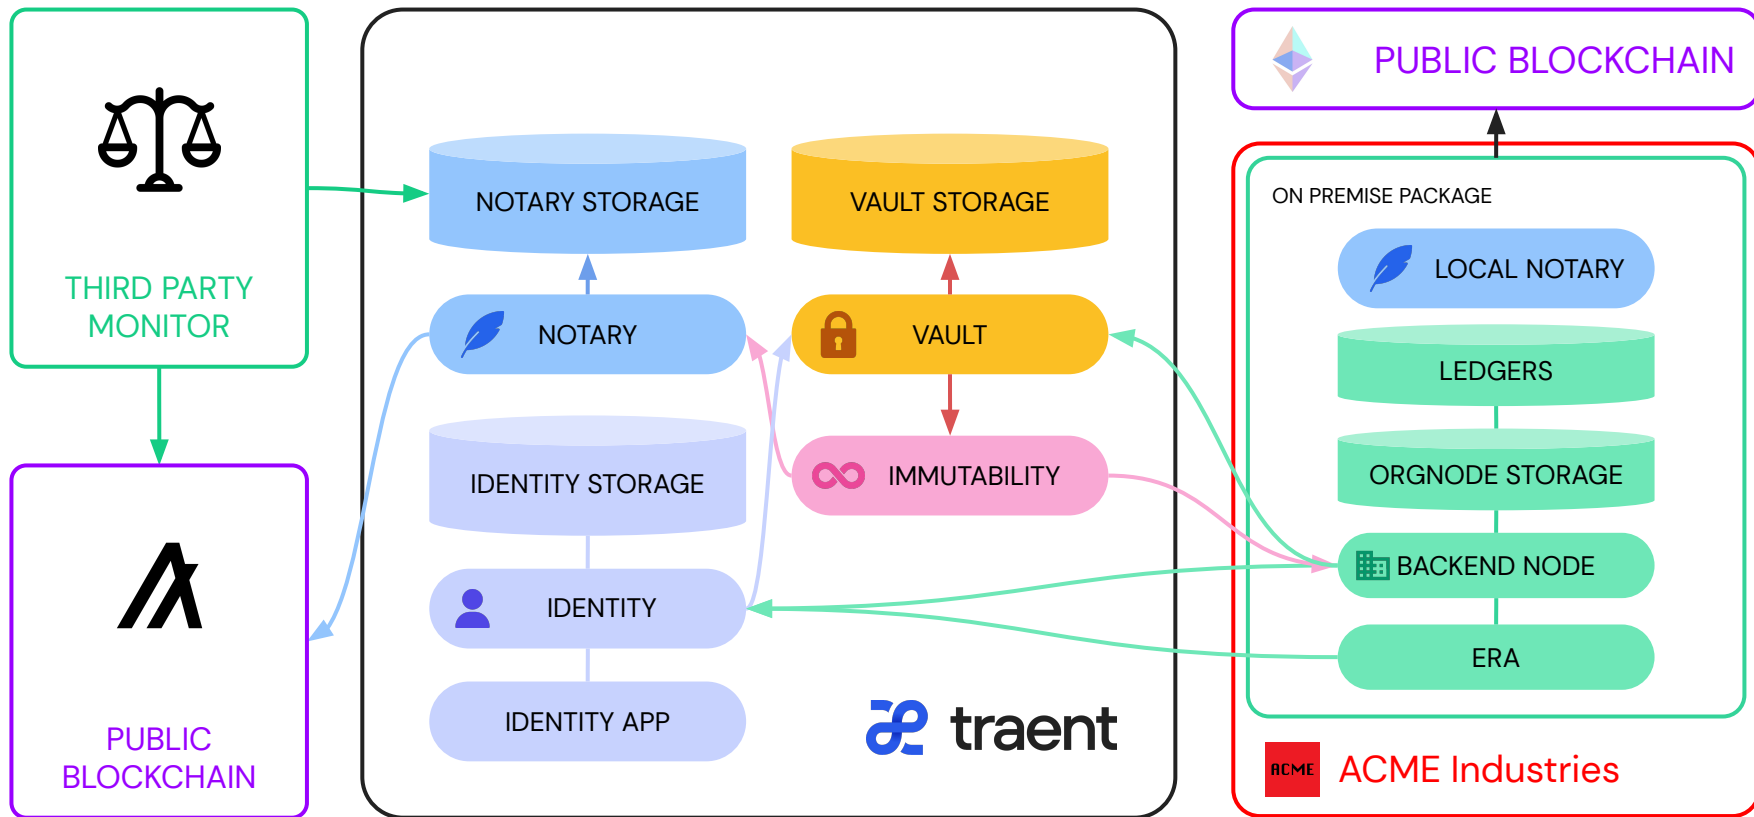 THIRD PARTY
MONITOR
PUBLIC
BLOCKCHAIN
NOTARY STORAGE
VAULT STORAGE
NOTARY
VAULT
IDENTITY STORAGE
IMMUTABILITY
IDENTITY
IDENTITY APP
traent
PUBLIC BLOCKCHAIN
ON PREMISE PACKAGE
LOCAL NOTARY
LEDGERS
ORGNODE STORAGE
BACKEND NODE
ERA
ACME
ACME Industries